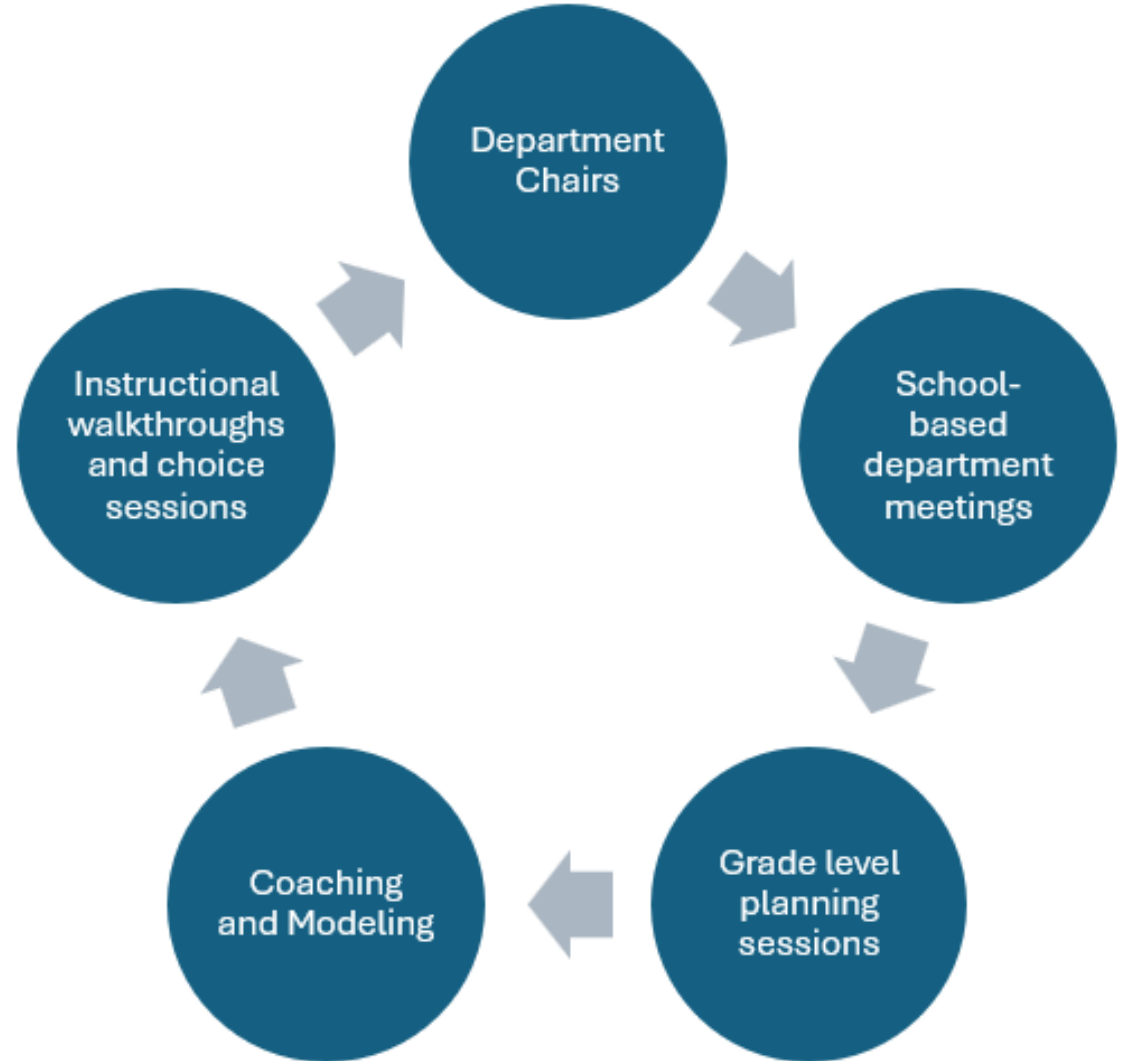 Department
Chairs
School-
based
department
meetings
Grade level
planning
sessions
Coaching
and Modeling
Instructional
walkthroughs
and choice
sessions